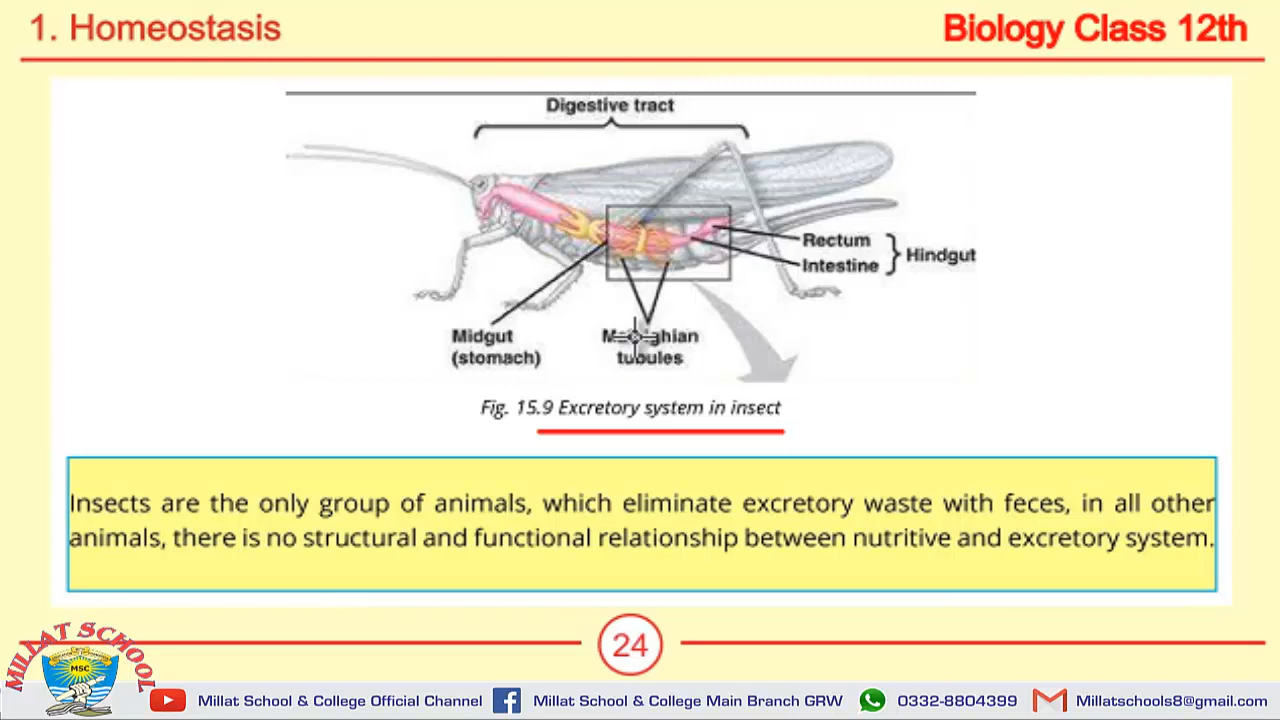 1. Homeostasis
Biology Class 12th
Digestive tract
Rectum
Intestine
Hindgut
Midgut
(stomach)
tubules
Fig. 15.9 Excretory system in insect
Insects are the only group of animals, which eliminate excretory waste with feces, in all other
animals, there is no structural and functional relationship between nutritive and excretory system.
24
MILLAT SCHOOL
MSC
Millat School & College Official Channel
Millat School & College Main Branch GRW
0332-8804399
Millatschools8@gmail.com